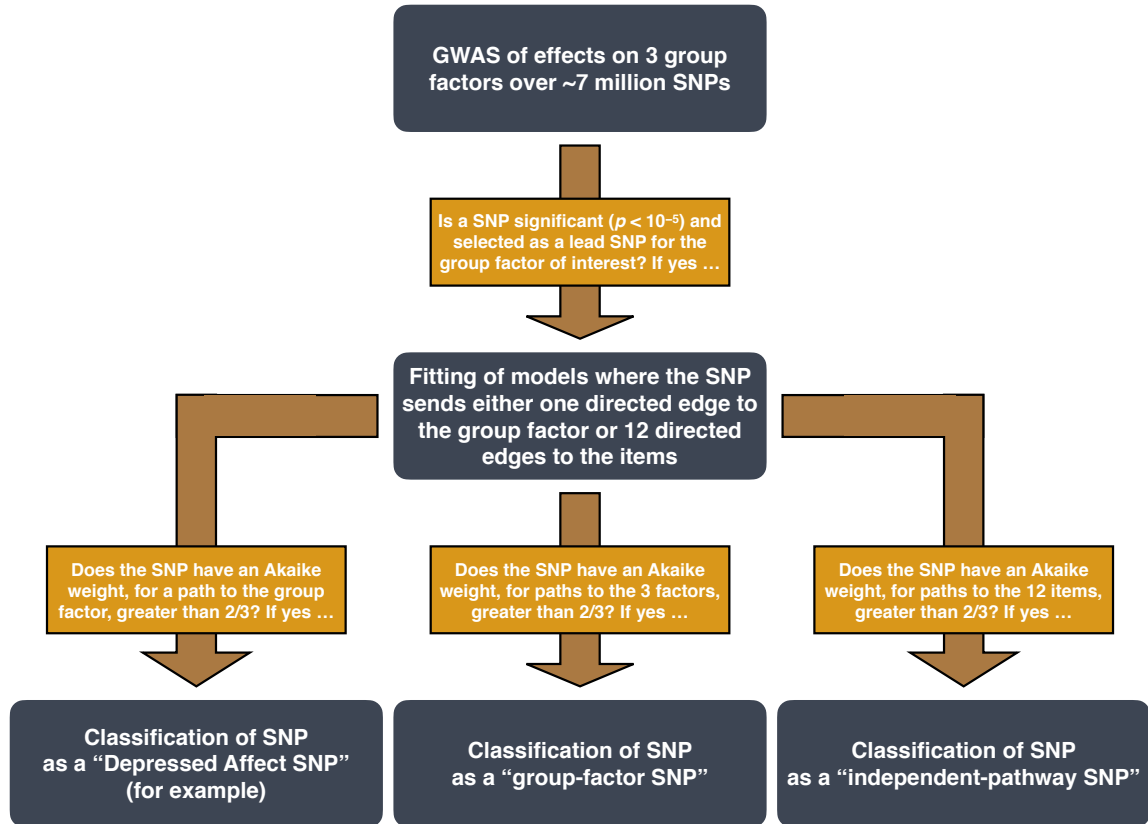 GWAS of effects on 3 group
factors over ~7 million SNPs
Is a SNP significant (p < 10⁻⁵) and
selected as a lead SNP for the
group factor of interest? If yes …
Fitting of models where the SNP
sends either one directed edge to
the group factor or 12 directed
edges to the items
Does the SNP have an Akaike
weight, for a path to the group
factor, greater than 2/3? If yes …
Does the SNP have an Akaike
weight, for paths to the 3 factors,
greater than 2/3? If yes …
Does the SNP have an Akaike
weight, for paths to the 12 items,
greater than 2/3? If yes …
Classification of SNP
as a “Depressed Affect SNP”
(for example)
Classification of SNP
as a “group-factor SNP”
Classification of SNP
as a “independent-pathway SNP”